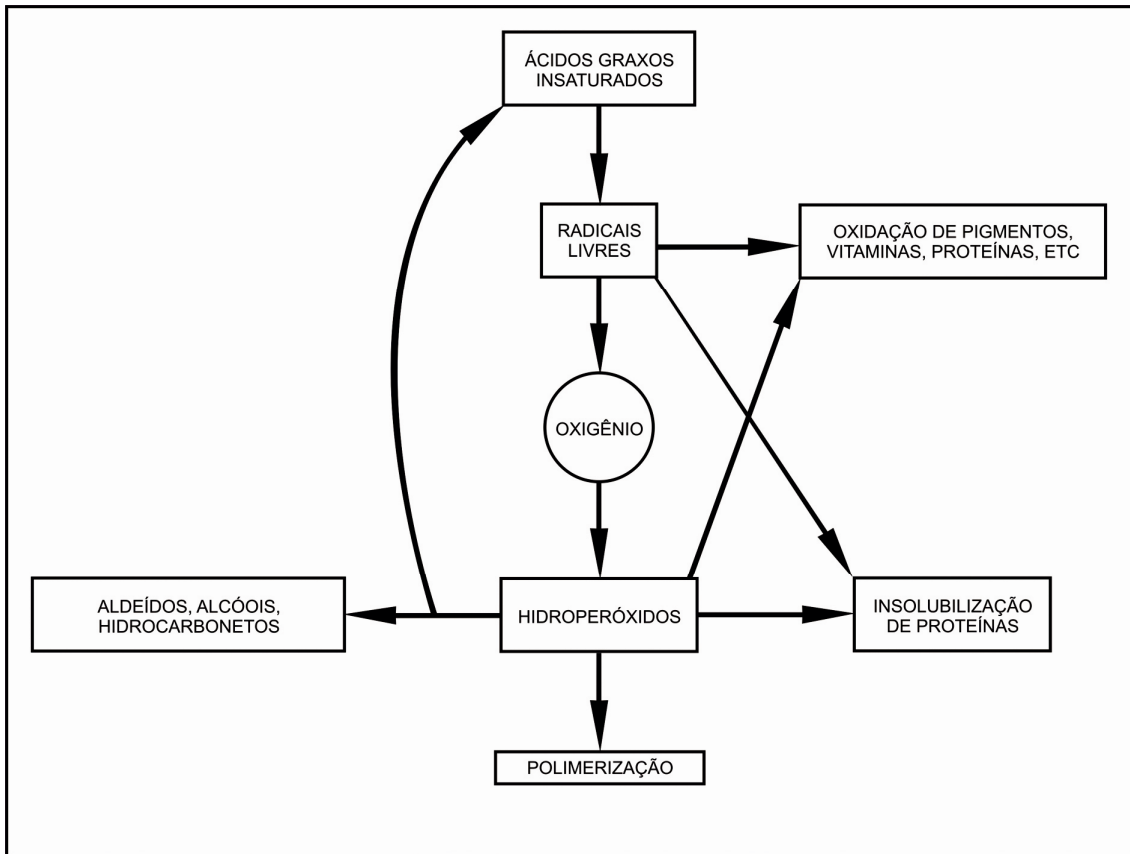 ÁCIDOS GRAXOS
INSATURADOS
RADICAIS
LIVRES
OXIDAÇÃO DE PIGMENTOS,
VITAMINAS, PROTEÍNAS, ETC
OXIGÊNIO
ALDEÍDOS, ALCÓOIS,
HIDROCARBONETOS
HIDROPERÓXIDOS
INSOLUBILIZAÇÃO
DE PROTEÍNAS
POLIMERIZAÇÃO